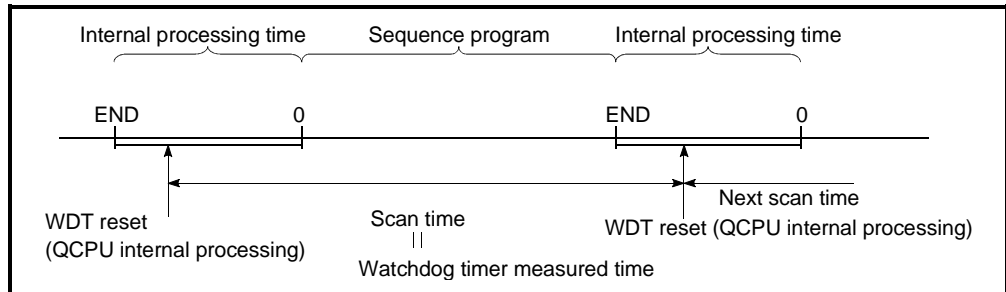 Internal processing time Sequence program Internal processing time
END 0 END 0
Next scan time
WDT reset Scan time WDT reset (QCPU internal processing)
(QCPU internal processing) ||
Watchdog timer measured time